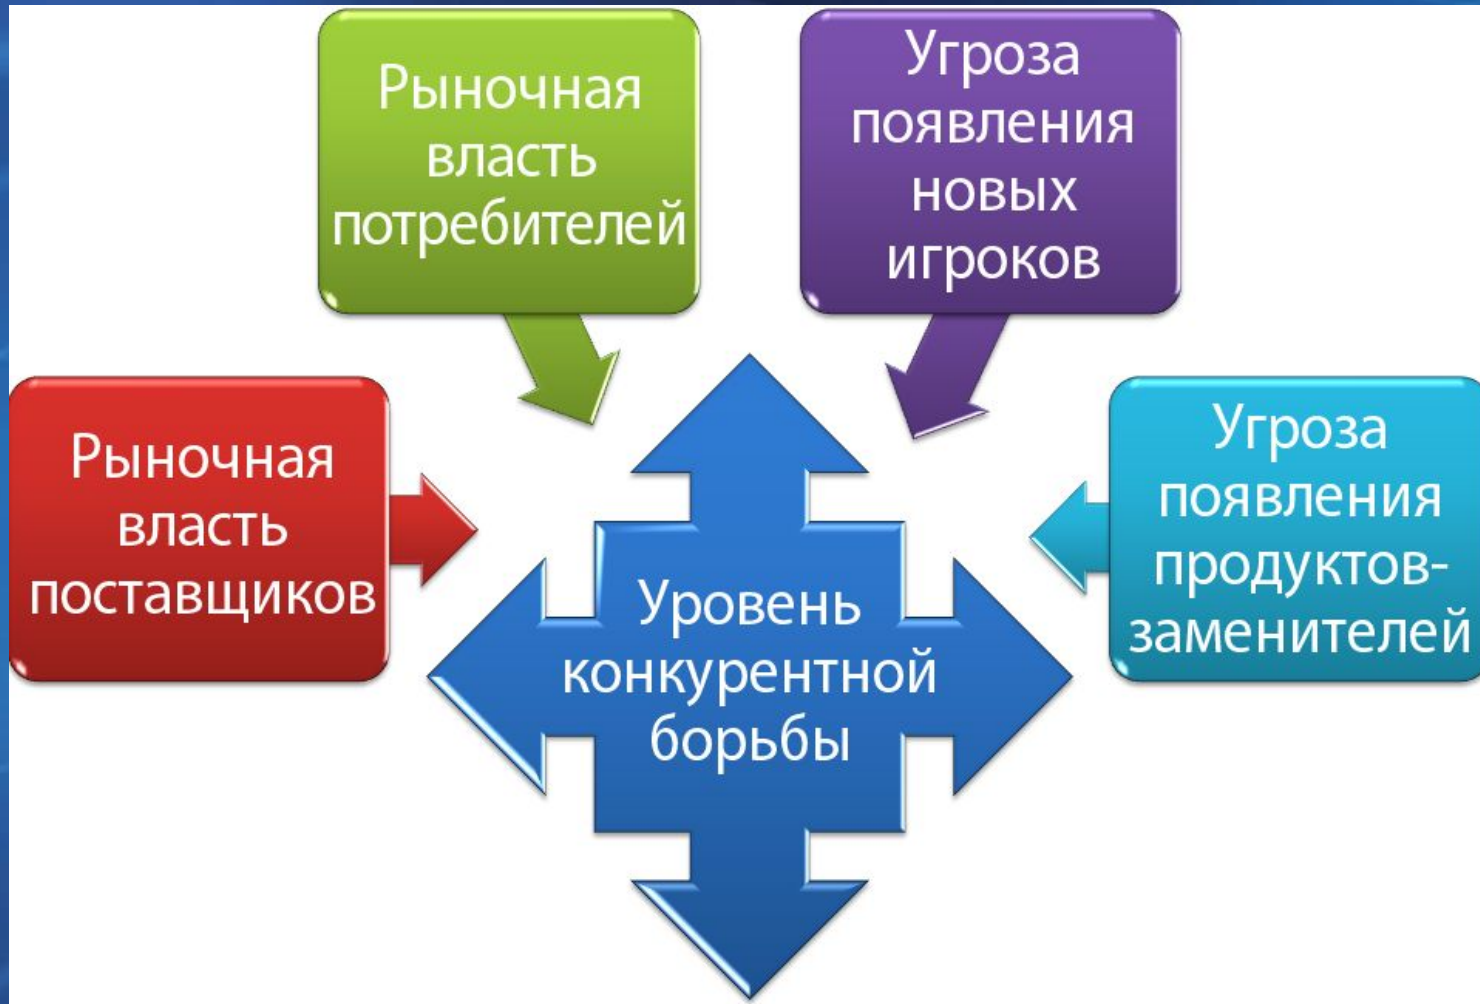 Рыночная
власть
потребителей
Угроза
появления
новых
игроков
Рыночная
власть
поставщиков
Угроза
появления
продуктов-
заменителей
Уровень
конкурентной
борьбы